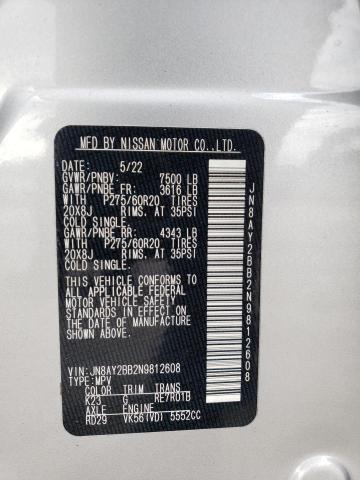 MFD BY NISSAN MOTOR CO.,LTD.
DATE: 5/22
GVWR/PNBV: 7500 LB
GAWR/PNBE FR: 3616 LB
WITH P275/60R20 TIRES
20X8J RIMS. AT 35PSI
COLD SINGLE.
GAWR/PNBE RR: 4343 LB
WITH P275/60R20 TIRES
20X8J RIMS. AT 35PSI
COLD SINGLE.
THIS VEHICLE CONFORMS TO
ALL APPLICABLE FEDERAL
MOTOR VEHICLE SAFETY
STANDARDS IN EFFECT ON
THE DATE OF MANUFACTURE
SHOWN ABOVE.
VIN:JN8AY2BB2N9812608
TYPE:MPV
COLOR TRIM TRANS
K23 G RE7R01B
AXLE ENGINE
RD29 VK56(VD) 5552CC
JN8AY2BB2N9812608